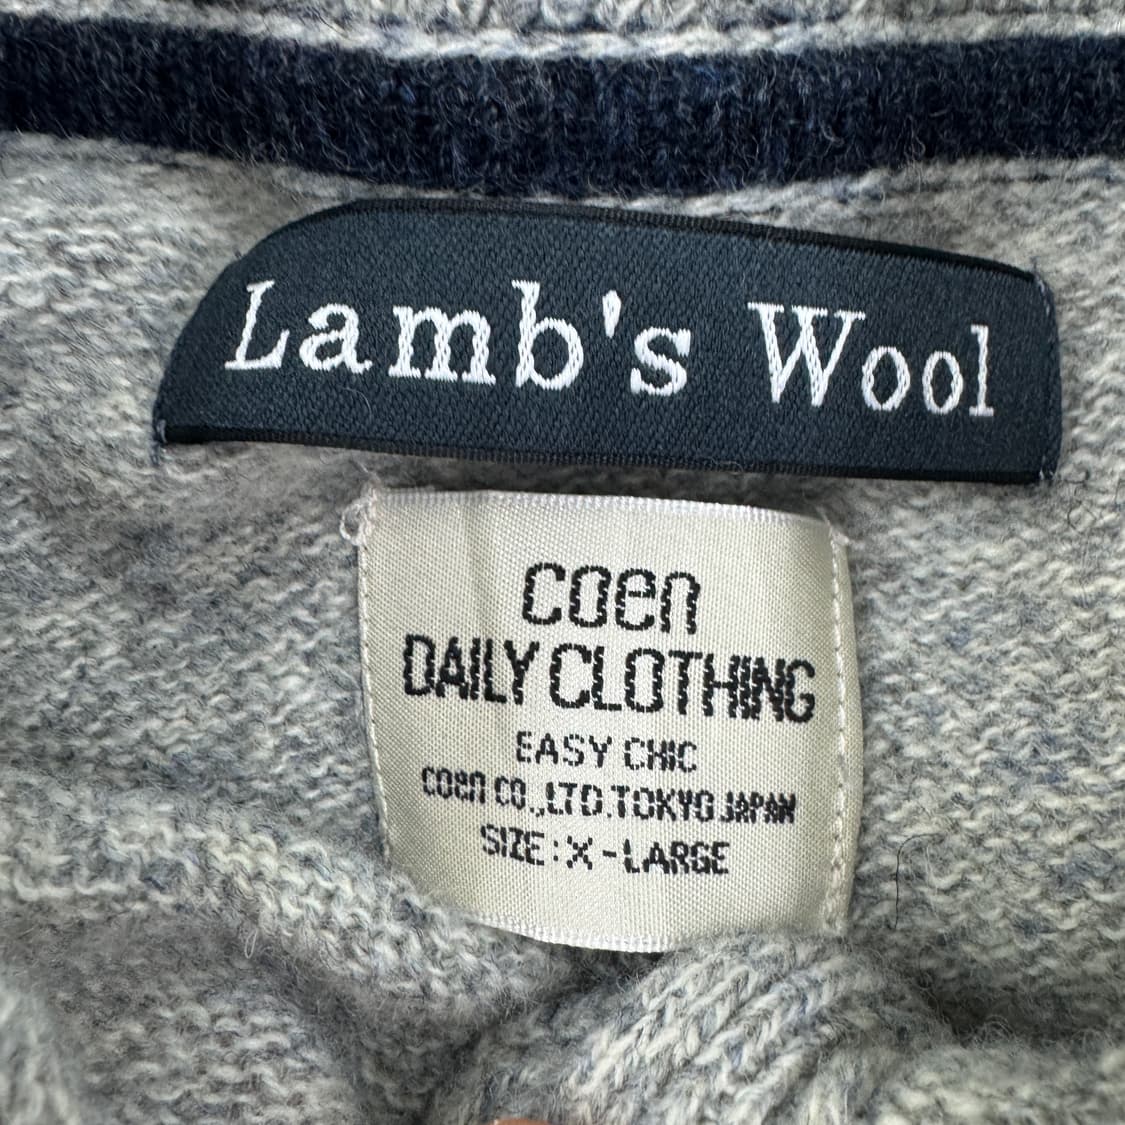 Lamb's Wool
coen
DAILY CLOTHING
EASY CHIC
coen CO.,LTD.TOKYO JAPAN
SIZE:X-LARGE